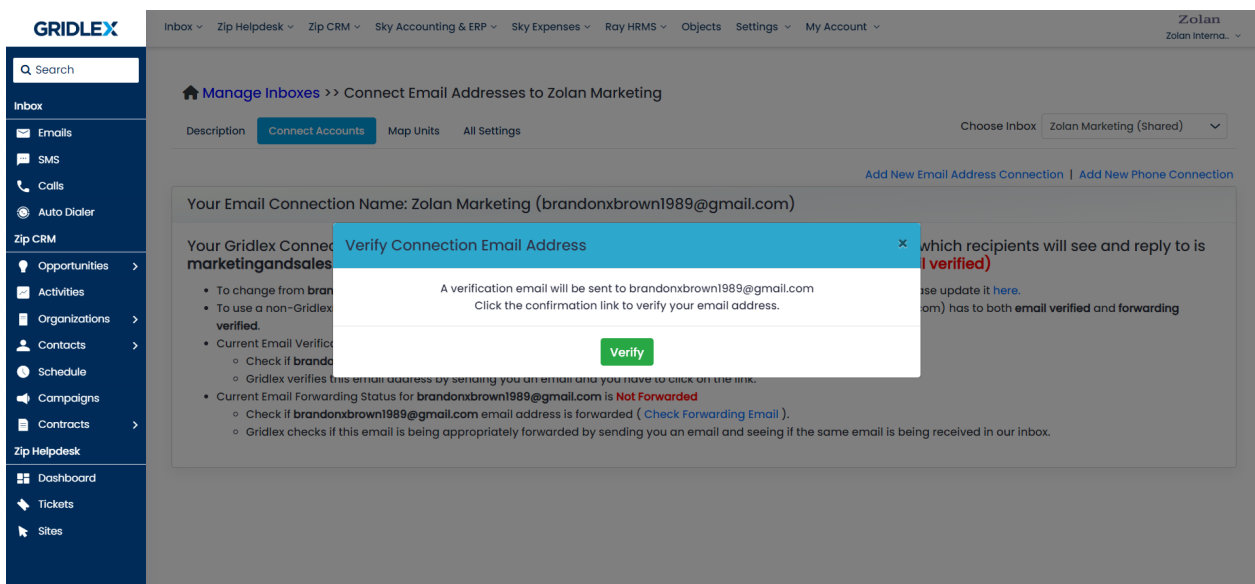 GRIDLEX
Inbox Zip Helpdesk Zip CRM Sky Accounting & ERP Sky Expenses Ray HRMS Objects Settings My Account
Zolan
Zolan Interna..
Search
Inbox
Emails
SMS
Calls
Auto Dialer
Zip CRM
Opportunities
Activities
Organizations
Contacts
Schedule
Campaigns
Contracts
Zip Helpdesk
Dashboard
Tickets
Sites
Manage Inboxes >> Connect Email Addresses to Zolan Marketing
Description Connect Accounts Map Units All Settings
Choose Inbox Zolan Marketing (Shared)
Add New Email Address Connection | Add New Phone Connection
Your Email Connection Name: Zolan Marketing (brandonxbrown1989@gmail.com)
Your Gridlex Connec which recipients will see and reply to is
marketingandsales l verified)
• To change from bran ase update it here.
• To use a non-Gridlex om) has to both email verified and forwarding
verified.
• Current Email Verific
Check if brando
Gridlex verifies this email address by sending you an email and you have to click on the link.
• Current Email Forwarding Status for brandonxbrown1989@gmail.com is Not Forwarded
Check if brandonxbrown1989@gmail.com email address is forwarded ( Check Forwarding Email ).
Gridlex checks if this email is being appropriately forwarded by sending you an email and seeing if the same email is being received in our inbox.
Verify Connection Email Address ×
A verification email will be sent to brandonxbrown1989@gmail.com
Click the confirmation link to verify your email address.
Verify